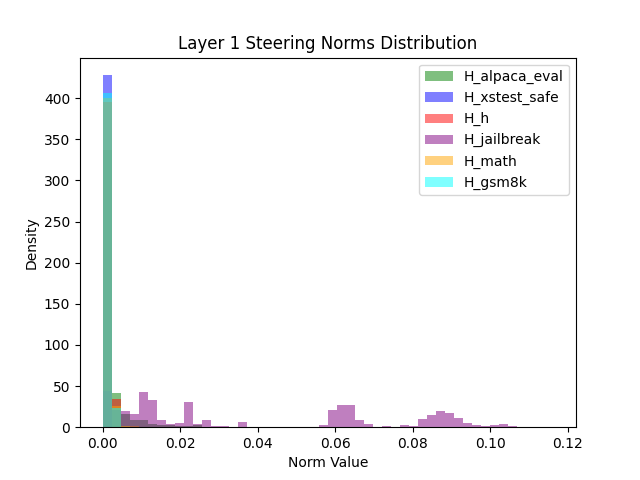 Layer 1 Steering Norms Distribution
H_alpaca_eval
H_xstest_safe
H_h
H_jailbreak
H_math
H_gsm8k
Density
400
350
300
250
200
150
100
50
0
0.00 0.02 0.04 0.06 0.08 0.10 0.12
Norm Value